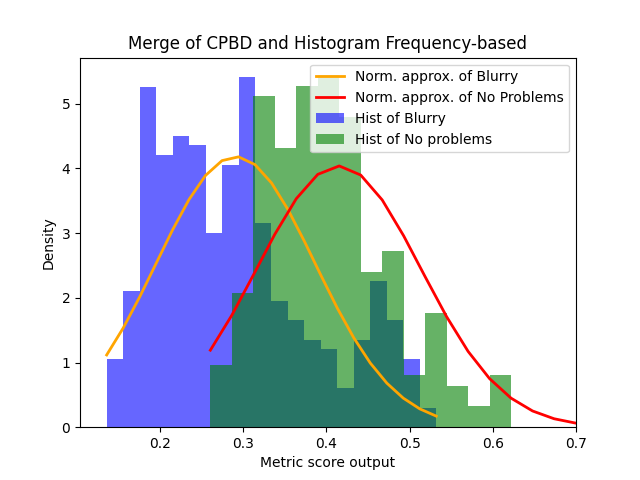 Merge of CPBD and Histogram Frequency-based
Norm. approx. of Blurry
Norm. approx. of No Problems
Hist of Blurry
Hist of No problems
Density
5
4
3
2
1
0
0.2
0.3
0.4
0.5
0.6
0.7
Metric score output